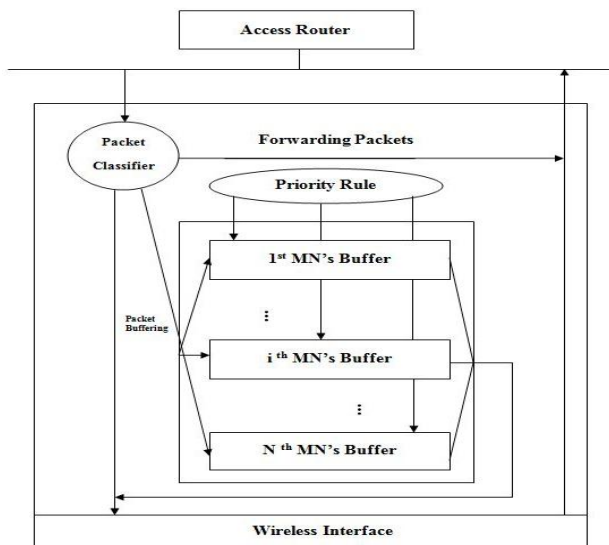 Access Router
Packet
Classifier
Forwarding Packets
Priority Rule
1st MN's Buffer
...
Packet
Buffering
i th MN's Buffer
...
N th MN's Buffer
Wireless Interface